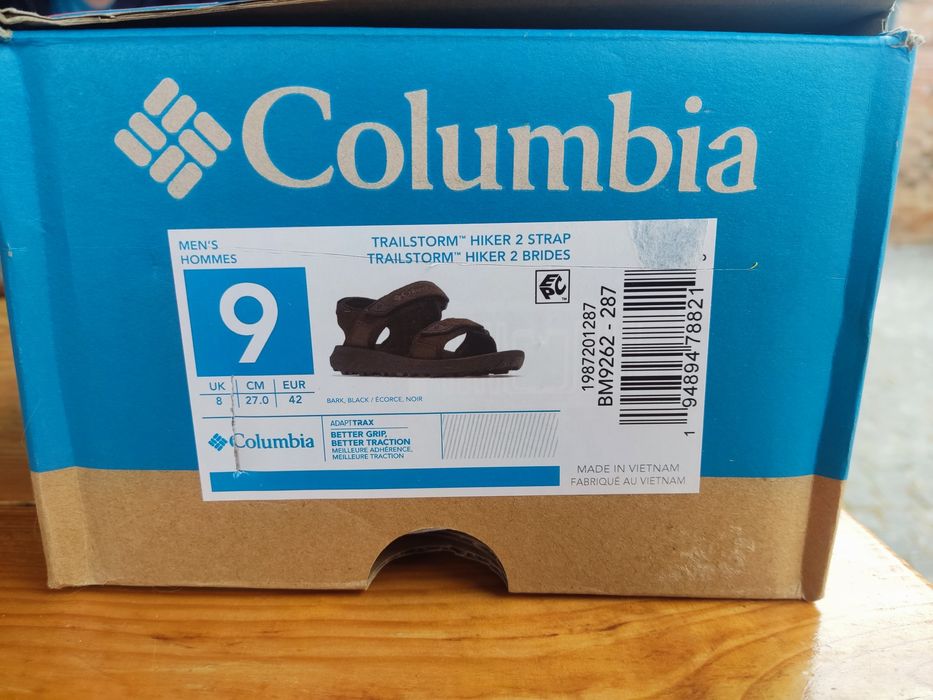 Columbia
MEN'S
HOMMES
TRAILSTORM™ HIKER 2 STRAP
TRAILSTORM™ HIKER 2 BRIDES
9
EPC™
UK CM EUR
8 27.0 42
BARK, BLACK / ÉCORCE, NOIR
1987201287
BM9262 - 287
1 94894 78821
Columbia
ADAPTTRAX
BETTER GRIP,
BETTER TRACTION
MEILLEURE ADHÉRENCE,
MEILLEURE TRACTION
MADE IN VIETNAM
FABRIQUÉ AU VIETNAM